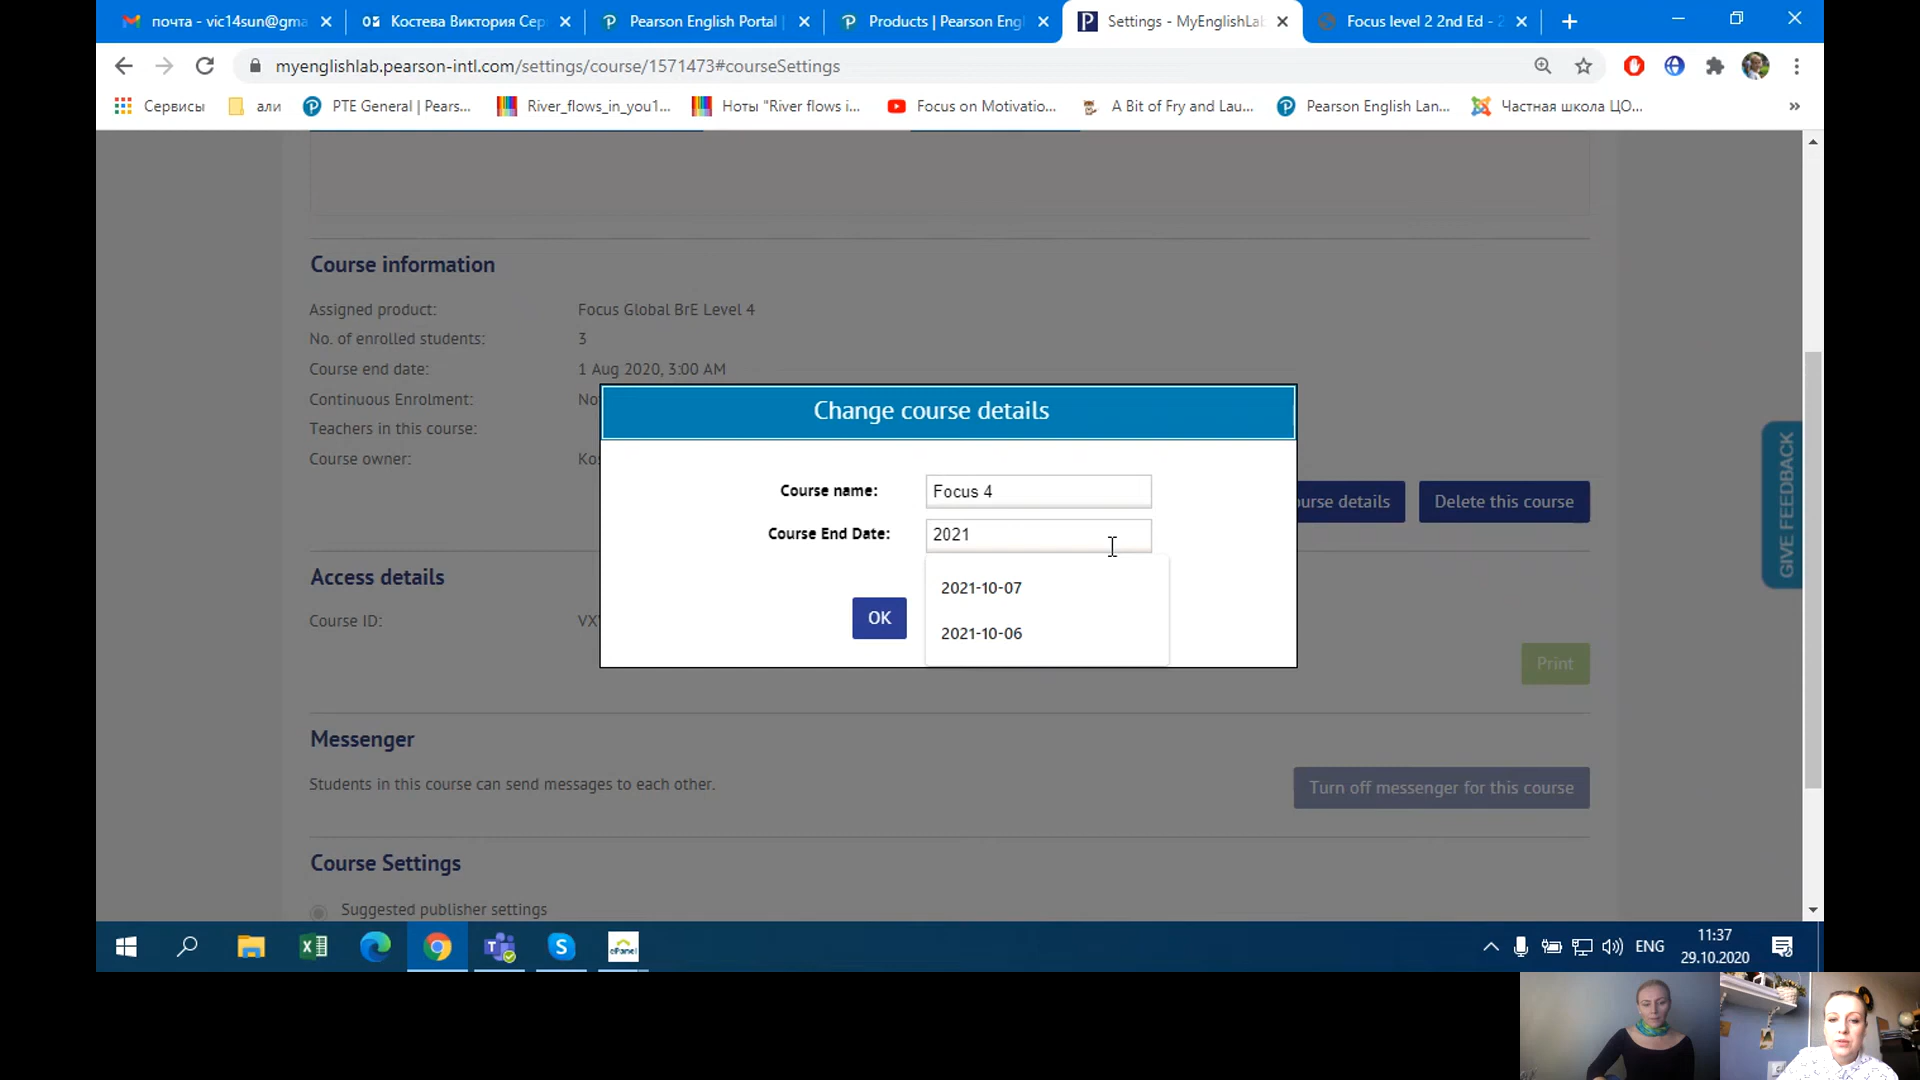 почта - vic14sun@gma
Костева Виктория Сер
Pearson English Portal
Products | Pearson Engl
Settings - MyEnglishLab
Focus level 2 2nd Ed - 2
myenglishlab.pearson-intl.com/settings/course/1571473#courseSettings
Сервисы
али
PTE General | Pears...
River_flows_in_you1...
Ноты "River flows i...
Focus on Motivatio...
A Bit of Fry and Lau...
Pearson English Lan...
Частная школа ЦО...
Course information
Assigned product: Focus Global BrE Level 4
No. of enrolled students: 3
Course end date: 1 Aug 2020, 3:00 AM
Continuous Enrolment: No
Teachers in this course:
Course owner: Kos
Change course details
Course name: Focus 4
Course End Date: 2021
2021-10-07
2021-10-06
OK
urse details
Delete this course
GIVE FEEDBACK
Access details
Course ID:
Print
Messenger
Students in this course can send messages to each other.
Turn off messenger for this course
Course Settings
Suggested publisher settings
ePanel
ENG
11:37
29.10.2020